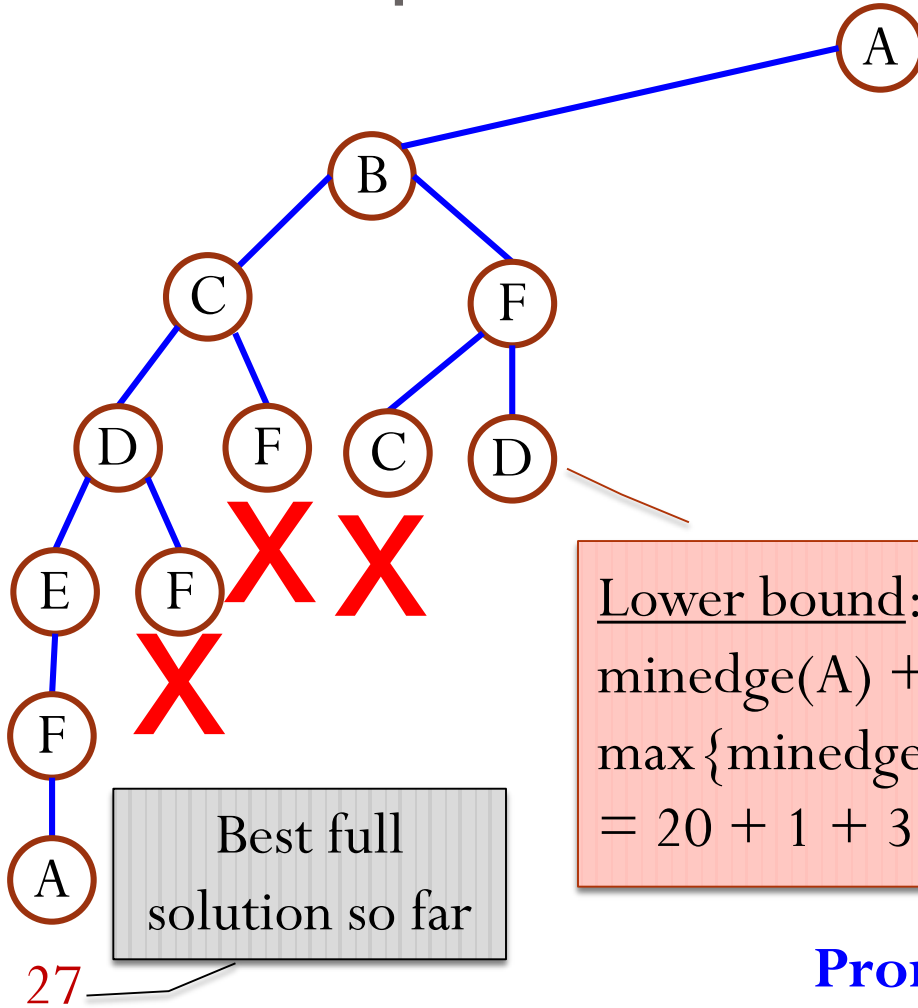 A
B
C
F
D
F
C
D
E
F
X
X
X
F
A
Lower bound:
minedge(A) +
max{minedge
= 20 + 1 + 3
Best full
solution so far
27